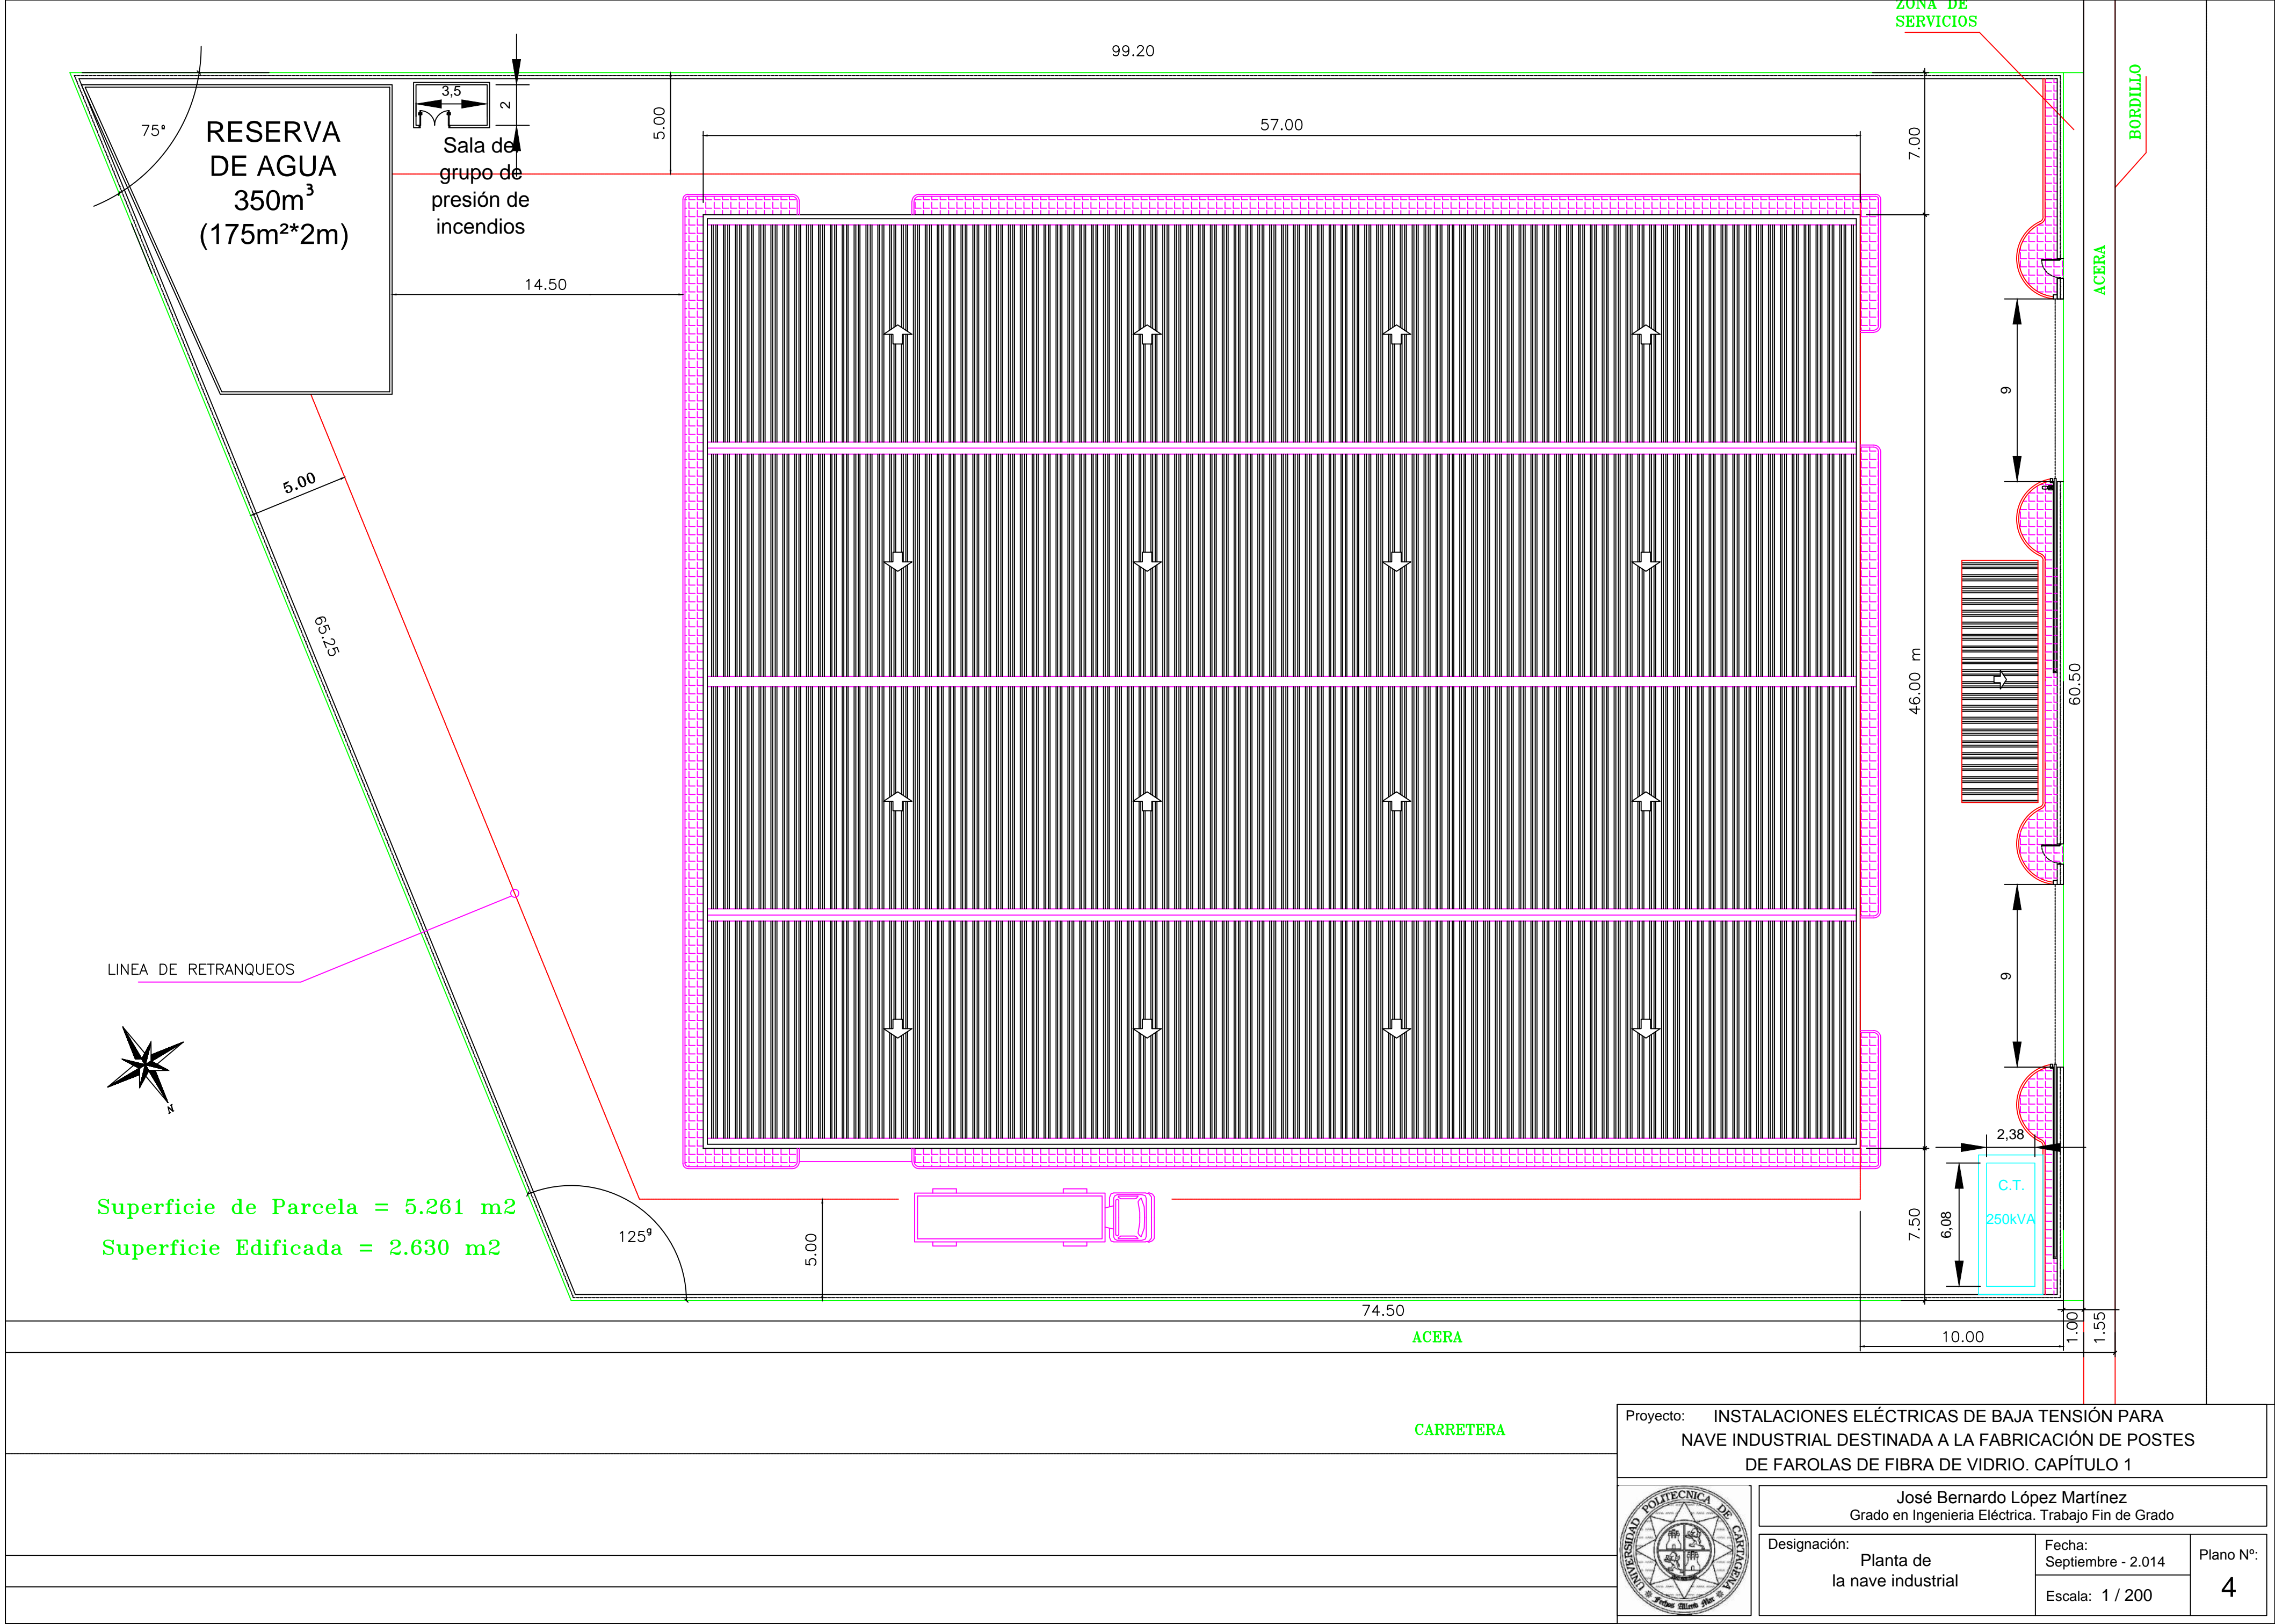 ZONA DE
SERVICIOS
99.20
BORDILLO
3,5
2
5.00
57.00
7.00
75°
RESERVA
DE AGUA
350m³
(175m²*2m)
Sala de
grupo de
presión de
incendios
14.50
ACERA
9
5.00
65.25
46.00 m
60.50
9
LINEA DE RETRANQUEOS
N
2,38
C.T.
250kVA
6,08
7.50
Superficie de Parcela = 5.261 m2
Superficie Edificada = 2.630 m2
125g
5.00
74.50
ACERA
10.00
1.00
1.55
CARRETERA
Proyecto: INSTALACIONES ELÉCTRICAS DE BAJA TENSIÓN PARA
NAVE INDUSTRIAL DESTINADA A LA FABRICACIÓN DE POSTES
DE FAROLAS DE FIBRA DE VIDRIO. CAPÍTULO 1
UNIVERSIDAD POLITECNICA DE CARTAGENA
José Bernardo López Martínez
Grado en Ingenieria Eléctrica. Trabajo Fin de Grado
Designación:
Planta de
la nave industrial
Fecha:
Septiembre - 2.014
Escala: 1 / 200
Plano Nº:
4